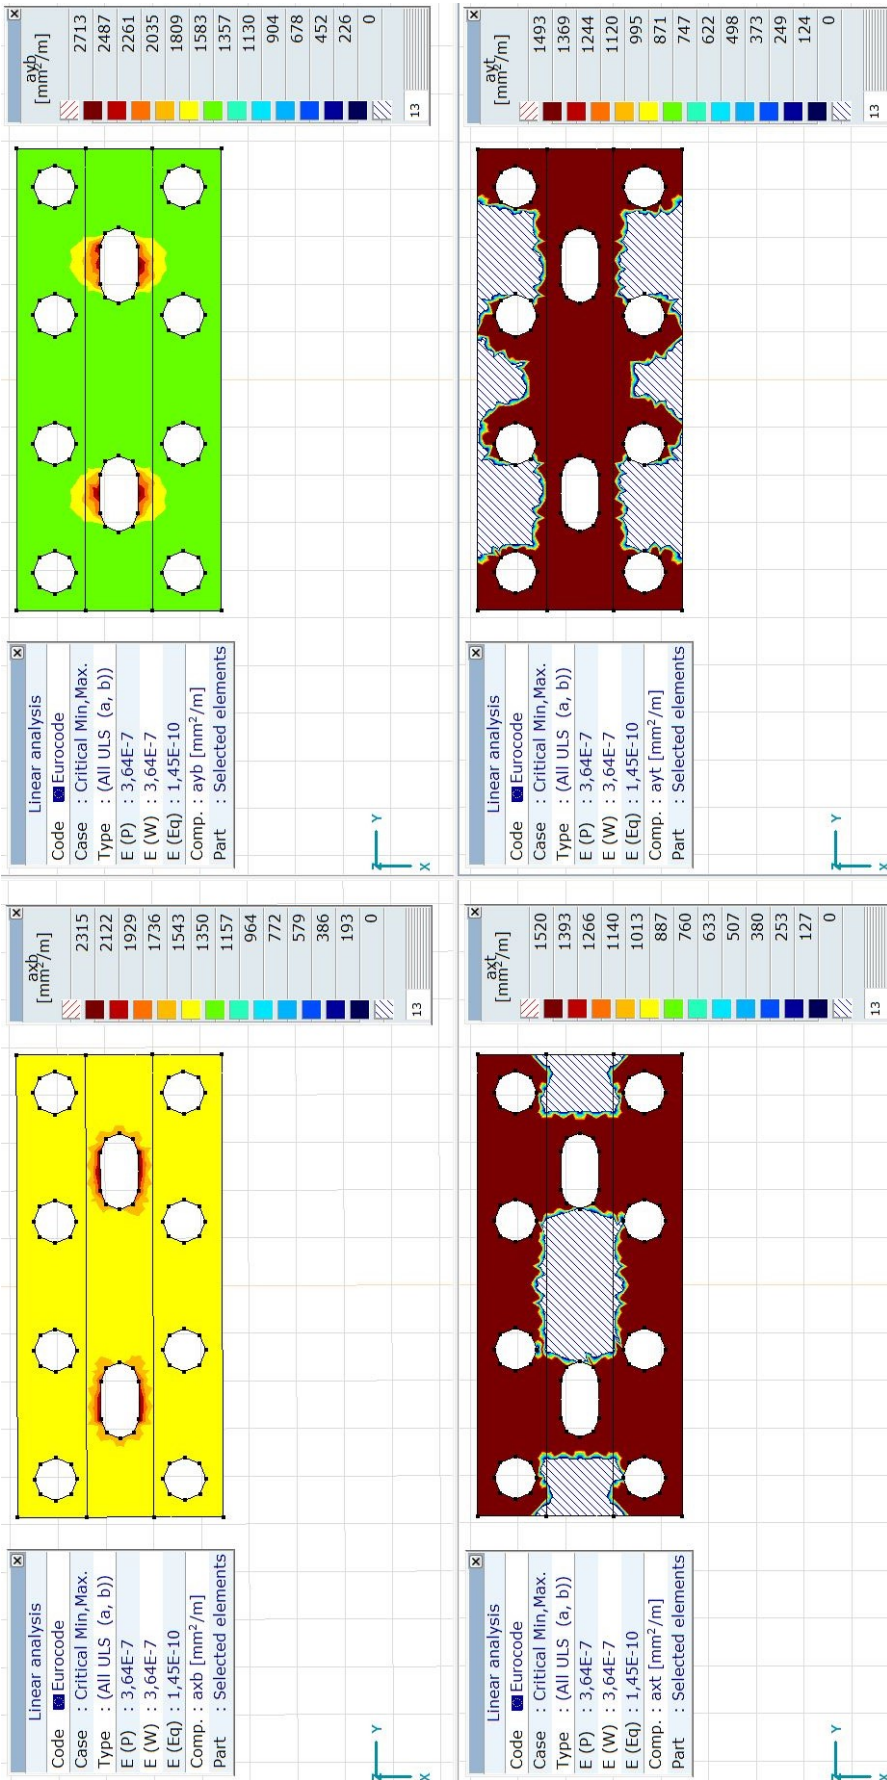 Linear analysis
Code Eurocode
Case : Critical Min,Max.
Type : (All ULS (a, b))
E (P) : 3,64E-7
E (W) : 3,64E-7
E (Eq) : 1,45E-10
Comp. : axb [mm²/m]
Part : Selected elements
axb
[mm²/m]
2315
2122
1929
1736
1543
1350
1157
964
772
579
386
193
0
13
Y
X
Linear analysis
Code Eurocode
Case : Critical Min,Max.
Type : (All ULS (a, b))
E (P) : 3,64E-7
E (W) : 3,64E-7
E (Eq) : 1,45E-10
Comp. : ayb [mm²/m]
Part : Selected elements
ayb
[mm²/m]
2713
2487
2261
2035
1809
1583
1357
1130
904
678
452
226
0
13
Y
X
Linear analysis
Code Eurocode
Case : Critical Min,Max.
Type : (All ULS (a, b))
E (P) : 3,64E-7
E (W) : 3,64E-7
E (Eq) : 1,45E-10
Comp. : axt [mm²/m]
Part : Selected elements
axt
[mm²/m]
1520
1393
1266
1140
1013
887
760
633
507
380
253
127
0
13
Y
X
Linear analysis
Code Eurocode
Case : Critical Min,Max.
Type : (All ULS (a, b))
E (P) : 3,64E-7
E (W) : 3,64E-7
E (Eq) : 1,45E-10
Comp. : ayt [mm²/m]
Part : Selected elements
ayt
[mm²/m]
1493
1369
1244
1120
995
871
747
622
498
373
249
124
0
13
Y
X